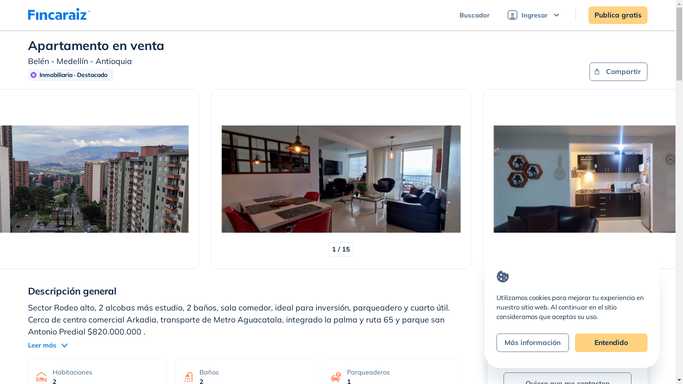 Fincaraiz
Buscador
Ingresar
Publica gratis
Apartamento en venta
Belén - Medellín - Antioquia
Inmobiliaria · Destacado
Compartir
1 / 15
Descripción general
Sector Rodeo alto, 2 alcobas más estudio, 2 baños, sala comedor, ideal para inversión, parqueadero y cuarto útil.
Cerca de centro comercial Arkadia, transporte de Metro Aguacatala, integrado la palma y ruta 65 y parque san
Antonio Predial $820.000.000 .
Leer más
Habitaciones
2
Baños
2
Parqueaderos
1
Utilizamos cookies para mejorar tu experiencia en
nuestro sitio web. Al continuar en el sitio
consideramos que aceptas su uso.
Más información
Entendido
Quiero que me contacten